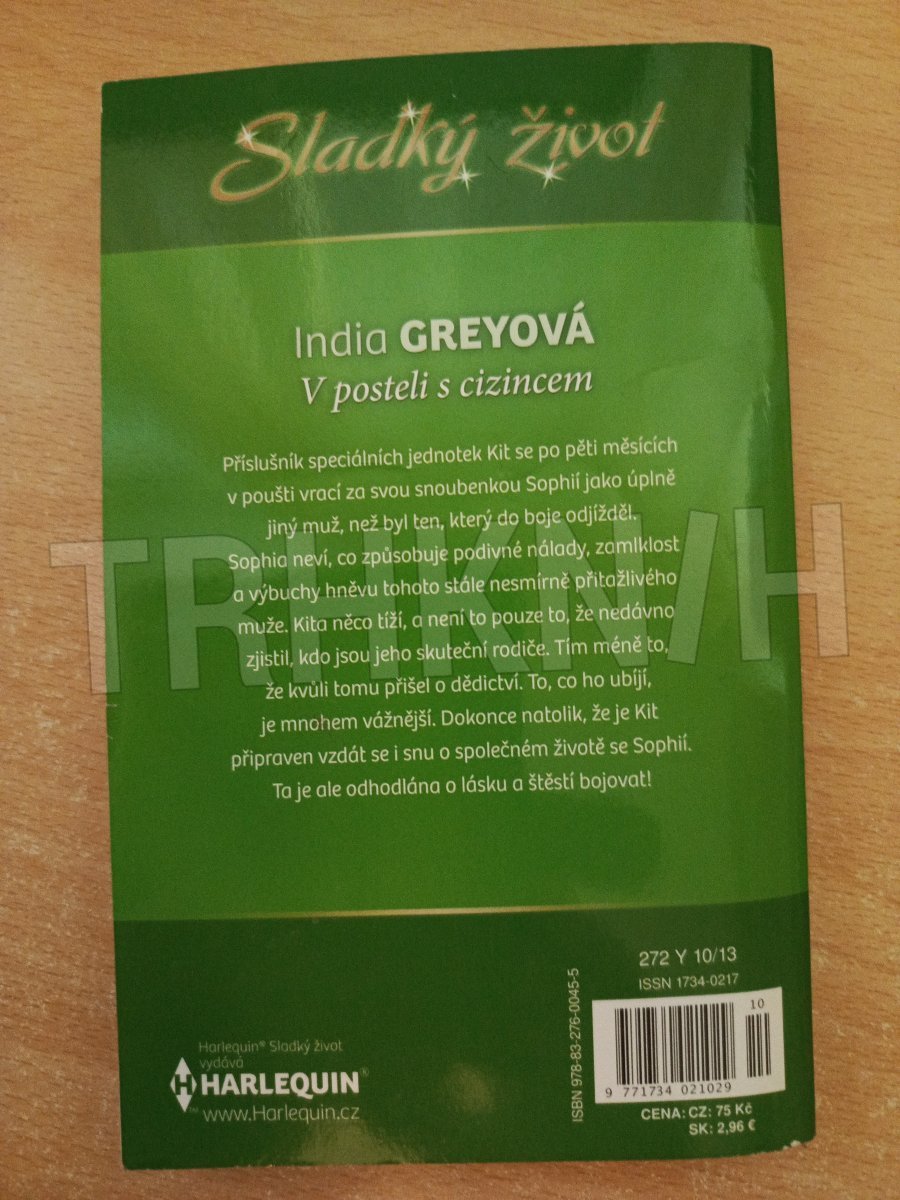 Sladký život
India GREYOVÁ
V posteli s cizincem
Příslušník speciálních jednotek Kit se po pěti měsících
v poušti vrací za svou snoubenkou Sophií jako úplně
jiný muž, než byl ten, který do boje odjížděl.
Sophia neví, co způsobuje podivné nálady, zamlklost
a výbuchy hněvu tohoto stále nesmírně přitažlivého
muže. Kita něco tíží, a není to pouze to, že nedávno
zjistil, kdo jsou jeho skuteční rodiče. Tím méně to,
že kvůli tomu přišel o dědictví. To, co ho ubíjí,
je mnohem vážnější. Dokonce natolik, že je Kit
připraven vzdát se i snu o společném životě se Sophií.
Ta je ale odhodlána o lásku a štěstí bojovat!
TRHKNIH
272 Y 10/13
ISSN 1734-0217
ISBN 978-83-276-0045-5
10
9 771734 021029
CENA: CZ: 75 Kč
SK: 2,96 €
Harlequin® Sladký život
vydává
HARLEQUIN®
™
www.Harlequin.cz